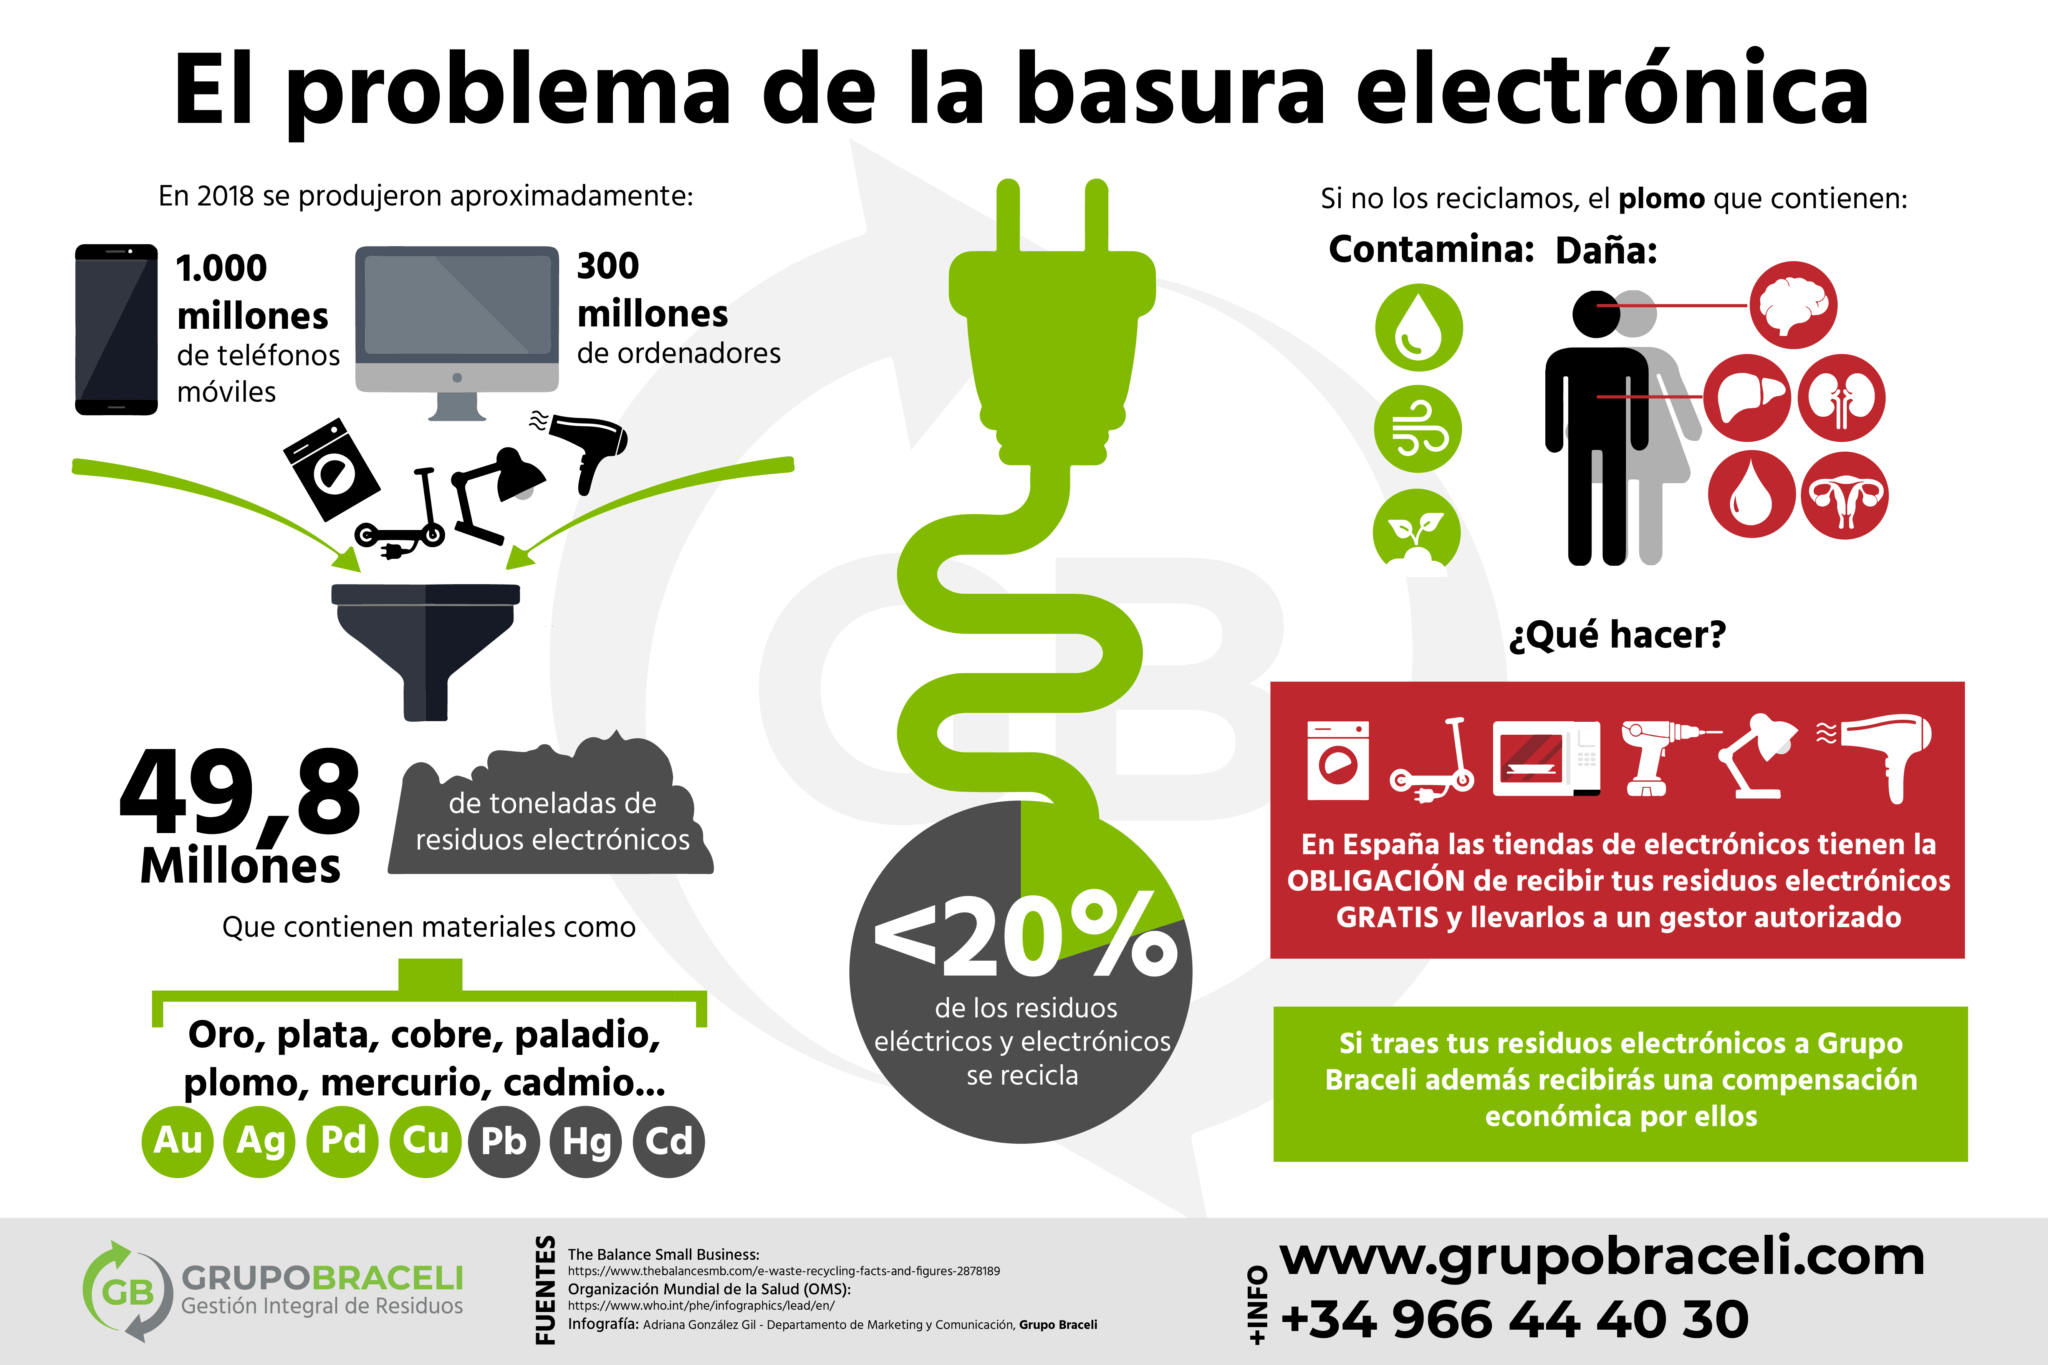 El problema de la basura electrónica
En 2018 se produjeron aproximadamente:
1.000
millones
de teléfonos
móviles
300
millones
de ordenadores
49,8
Millones
de toneladas de
residuos electrónicos
Que contienen materiales como
Oro, plata, cobre, paladio,
plomo, mercurio, cadmio...
Au Ag Pd Cu Pb Hg Cd
GB
<20%
de los residuos
eléctricos y electrónicos
se recicla
Si no los reciclamos, el plomo que contienen:
Contamina: Daña:
¿Qué hacer?
En España las tiendas de electrónicos tienen la
OBLIGACIÓN de recibir tus residuos electrónicos
GRATIS y llevarlos a un gestor autorizado
Si traes tus residuos electrónicos a Grupo
Braceli además recibirás una compensación
económica por ellos
GB
GRUPOBRACELI
Gestión Integral de Residuos
FUENTES
The Balance Small Business:
https://www.thebalancesmb.com/e-waste-recycling-facts-and-figures-2878189
Organización Mundial de la Salud (OMS):
https://www.who.int/phe/infographics/lead/en/
Infografía: Adriana González Gil - Departamento de Marketing y Comunicación, Grupo Braceli
+INFO
www.grupobraceli.com
+34 966 44 40 30